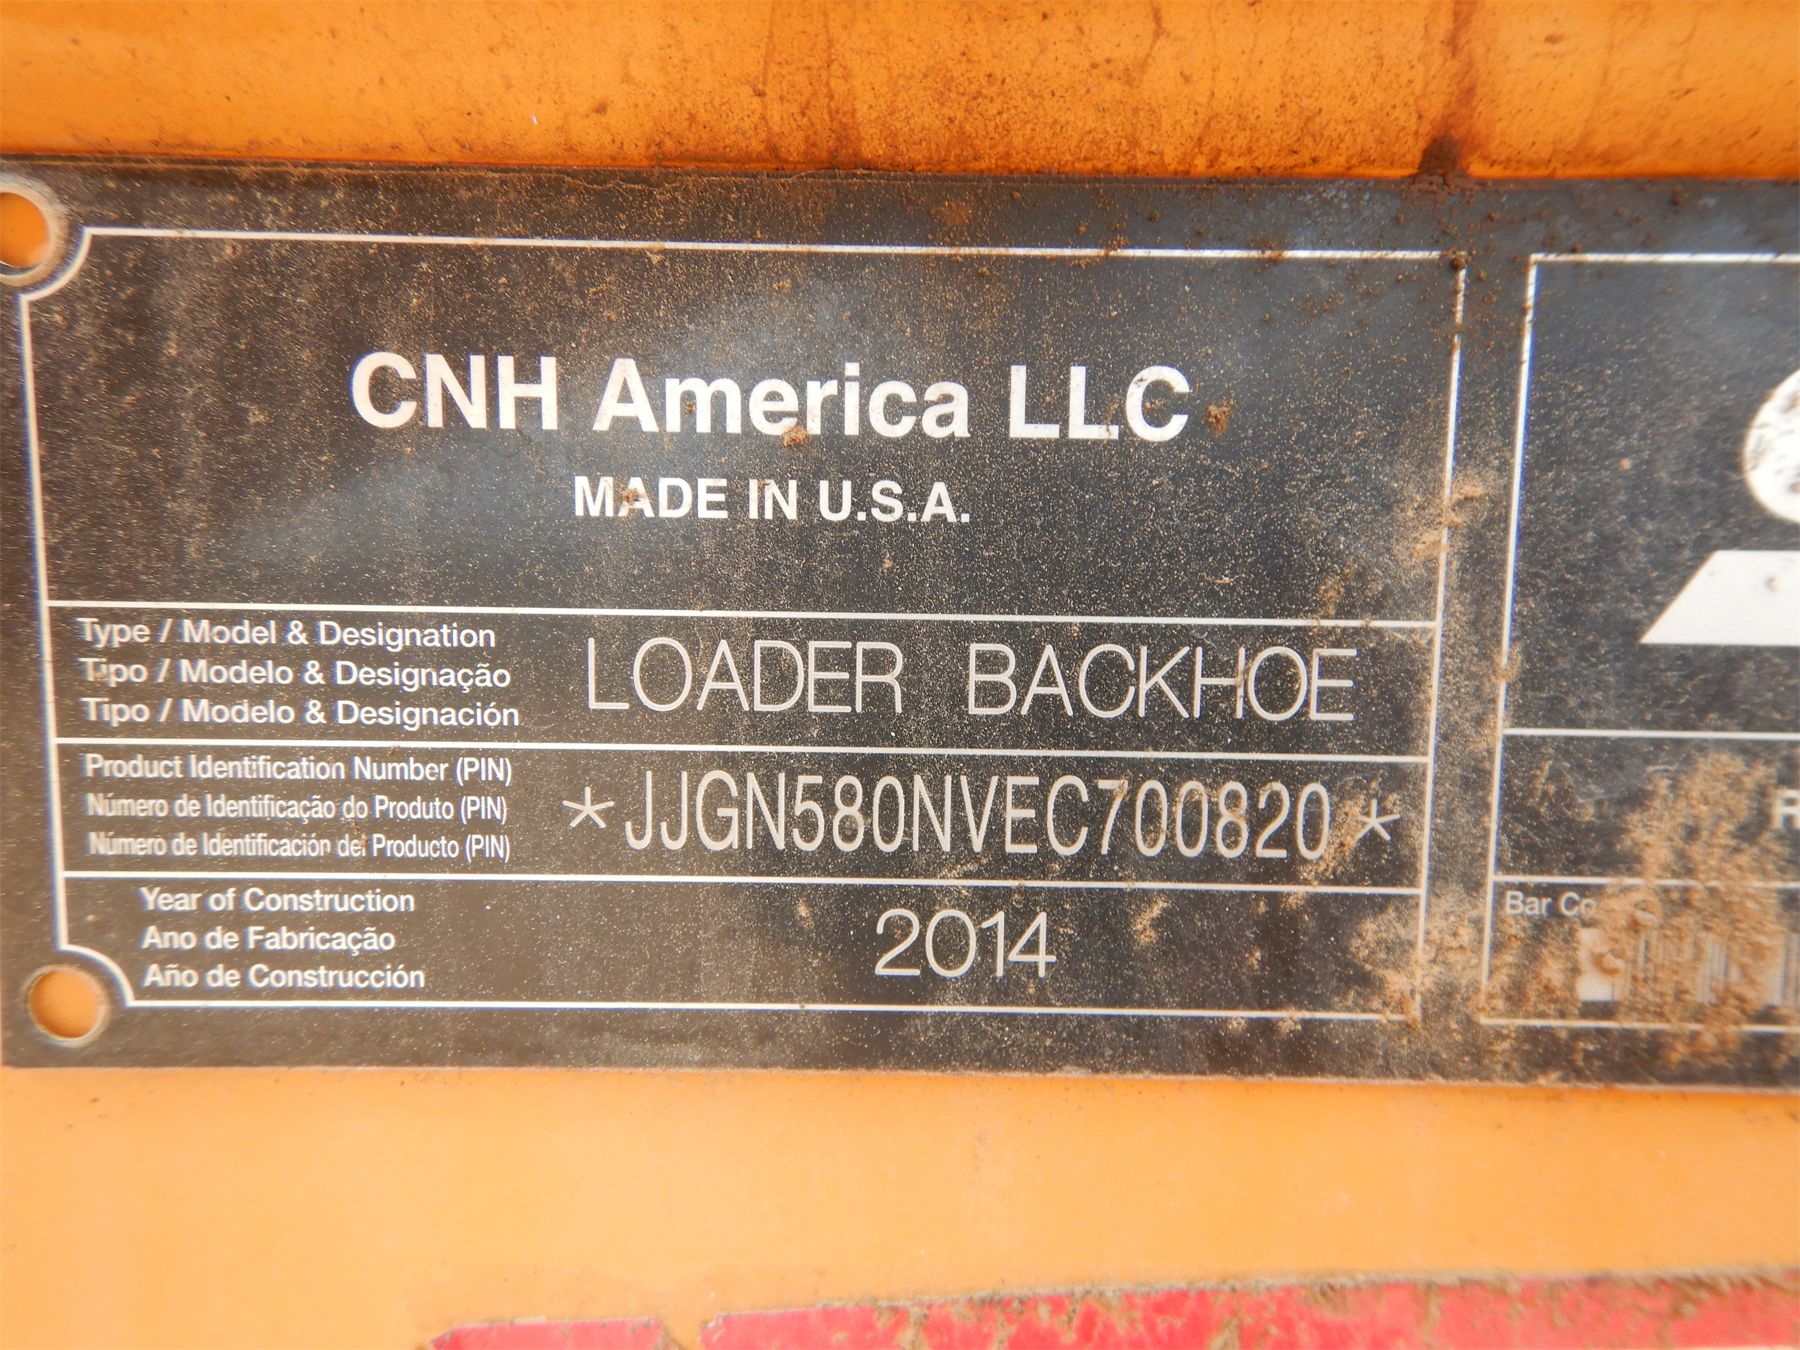 CNH America LLC
MADE IN U.S.A.
Type / Model & Designation
Tipo / Modelo & Designação
Tipo / Modelo & Designación
LOADER BACKHOE
Product Identification Number (PIN)
Número de Identificação do Produto (PIN)
Número de Identificación del Producto (PIN)
*JJGN580NVEC700820*
Year of Construction
Ano de Fabricação
Año de Construcción
2014
Bar